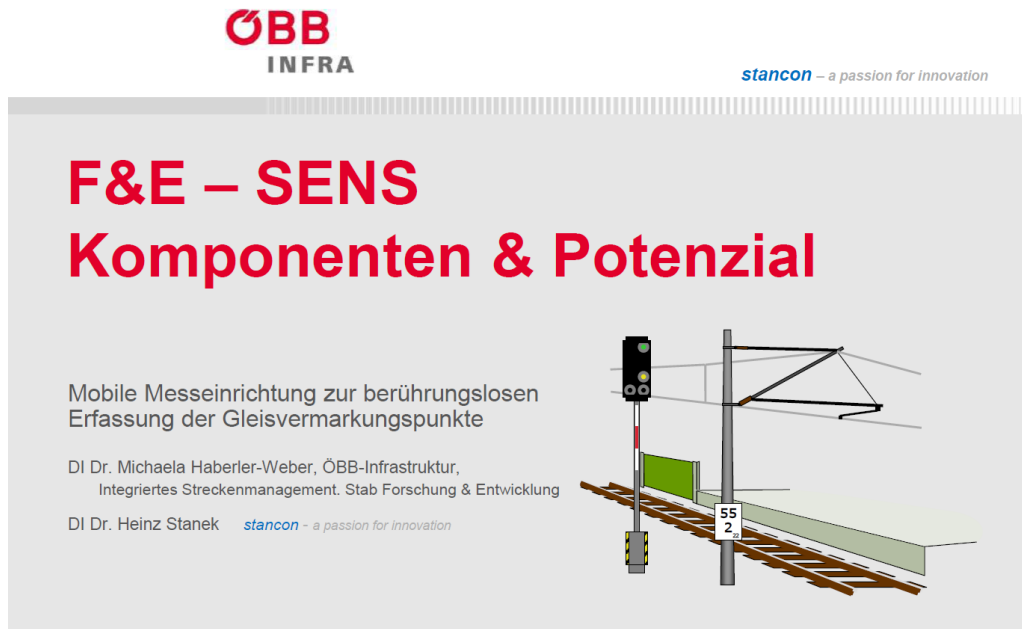 ÖBB
INFRA
stancon – a passion for innovation
F&E – SENS
Komponenten & Potenzial
Mobile Messeinrichtung zur berührungslosen
Erfassung der Gleisvermarkungspunkte
DI Dr. Michaela Haberler-Weber, ÖBB-Infrastruktur,
Integriertes Streckenmanagement. Stab Forschung & Entwicklung
DI Dr. Heinz Stanek stancon - a passion for innovation
55
2
22